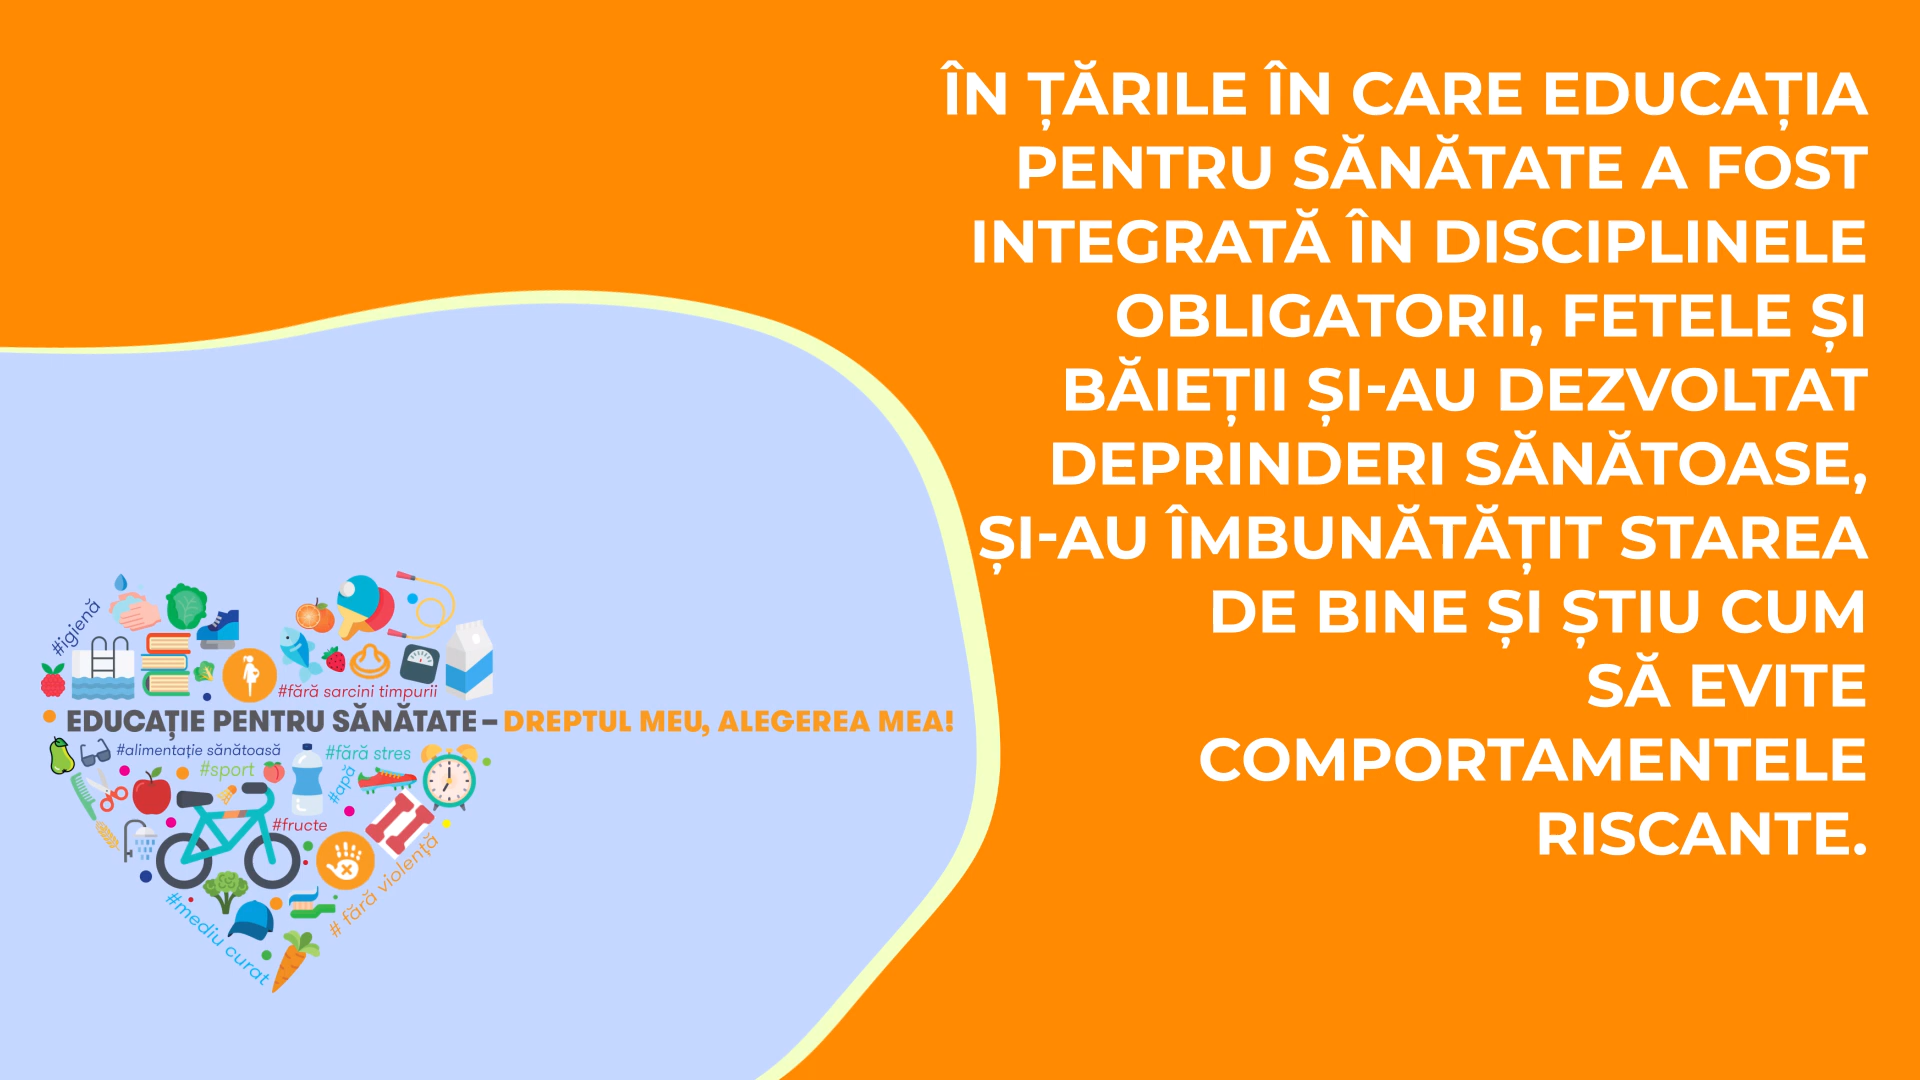 ÎN ȚĂRILE ÎN CARE EDUCAȚIA
PENTRU SĂNĂTATE A FOST
INTEGRATĂ ÎN DISCIPLINELE
OBLIGATORII, FETELE ȘI
BĂIEȚII ȘI-AU DEZVOLTAT
DEPRINDERI SĂNĂTOASE,
ȘI-AU ÎMBUNĂTĂȚIT STAREA
DE BINE ȘI ȘTIU CUM
SĂ EVITE
COMPORTAMENTELE
RISCANTE.
#igienă
#fără sarcini timpurii
EDUCAȚIE PENTRU SĂNĂTATE – DREPTUL MEU, ALEGEREA MEA!
#alimentație sănătoasă
#fără stres
#sport
#apă
#fructe
# fără violență
#mediu curat